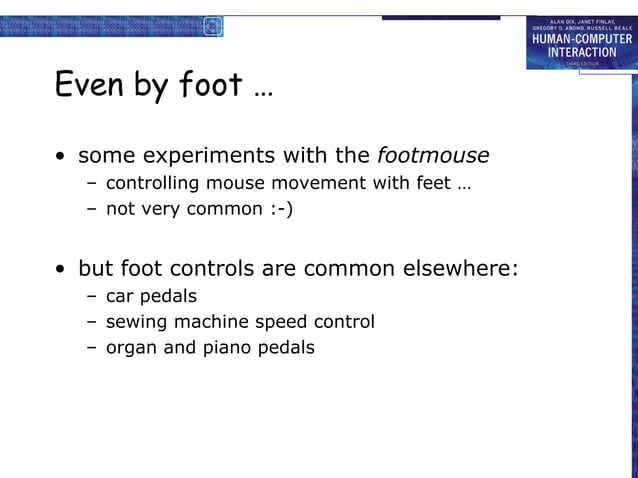 ALAN DIX, JANET FINLAY,
GREGORY D. ABOWD, RUSSELL BEALE
HUMAN-COMPUTER
INTERACTION
THIRD EDITION
Even by foot …
• some experiments with the footmouse
– controlling mouse movement with feet …
– not very common :-)
• but foot controls are common elsewhere:
– car pedals
– sewing machine speed control
– organ and piano pedals